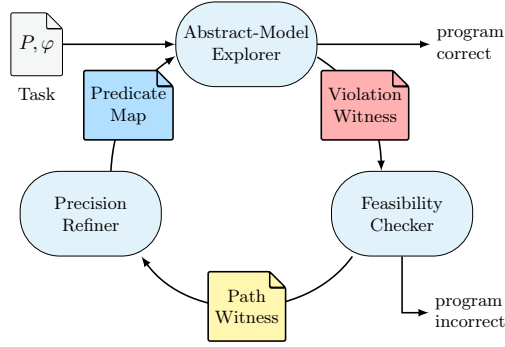 P, φ
Task
Abstract-Model
Explorer
program
correct
Predicate
Map
Violation
Witness
Precision
Refiner
Feasibility
Checker
Path
Witness
program
incorrect